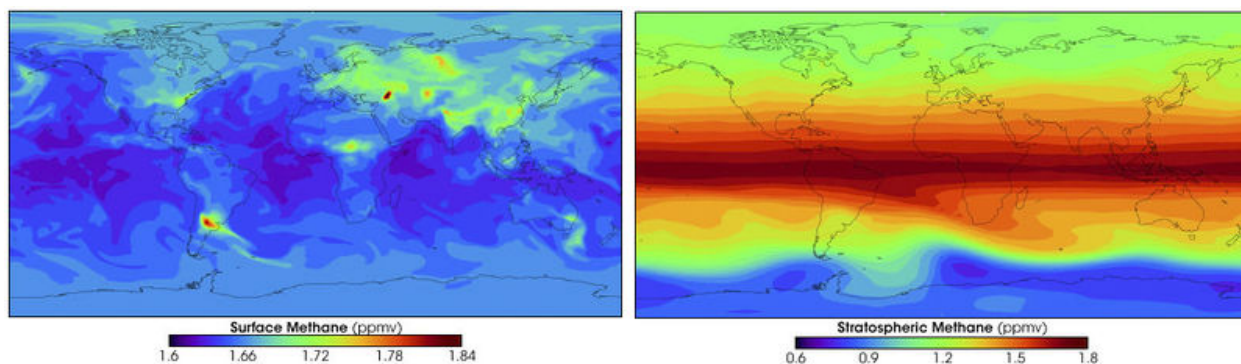 Surface Methane (ppmv)
1.6 1.66 1.72 1.78 1.84
Stratospheric Methane (ppmv)
0.6 0.9 1.2 1.5 1.8